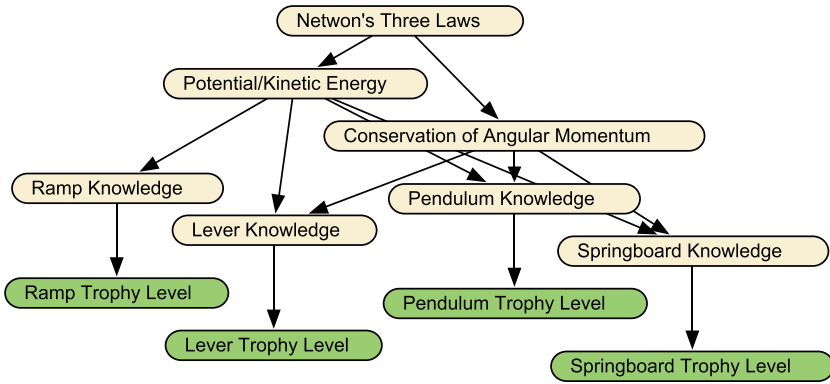 Netwon's Three Laws
Potential/Kinetic Energy
Conservation of Angular Momentum
Ramp Knowledge
Pendulum Knowledge
Lever Knowledge
Springboard Knowledge
Ramp Trophy Level
Pendulum Trophy Level
Lever Trophy Level
Springboard Trophy Level